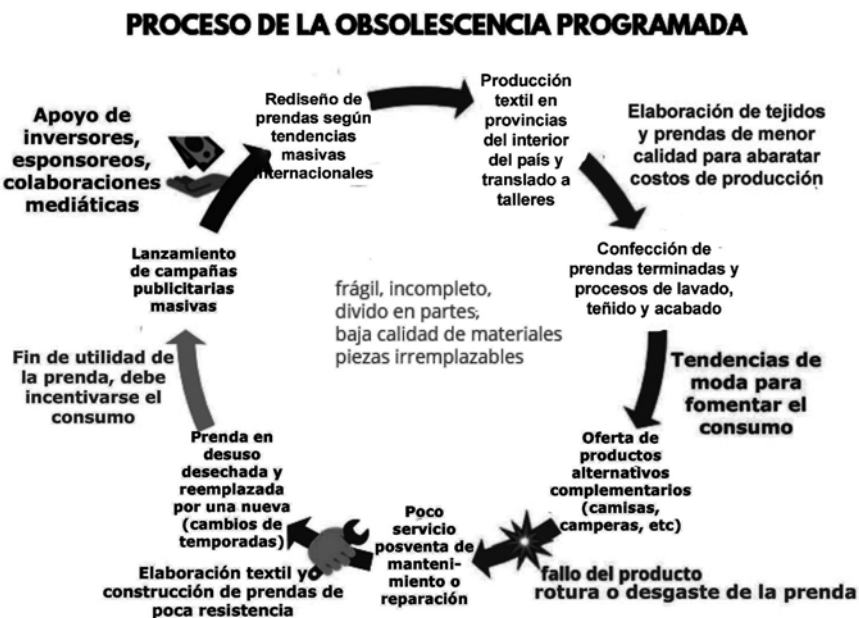 PROCESO DE LA OBSOLESCENCIA PROGRAMADA
Rediseño de
prendas según
tendencias
masivas
internacionales
Producción
textil en
provincias
del interior
del país y
translado a
talleres
Elaboración de tejidos
y prendas de menor
calidad para abaratar
costos de producción
Confección de
prendas terminadas y
procesos de lavado,
teñido y acabado
Tendencias de
moda para
fomentar el
consumo
Oferta de
productos
alternativos
complementarios
(camisas,
camperas, etc)
fallo del producto
rotura o desgaste de la prenda
Poco
servicio
posventa de
manteni-
miento o
reparación
Elaboración textil y
construcción de prendas de
poca resistencia
Prenda en
desuso
desechada y
reemplazada
por una nueva
(cambios de
temporadas)
Fin de utilidad de
la prenda, debe
incentivarse el
consumo
Lanzamiento
de campañas
publicitarias
masivas
Apoyo de
inversores,
esponsoreos,
colaboraciones
mediáticas
frágil, incompleto,
divido en partes,
baja calidad de materiales
piezas irremplazables